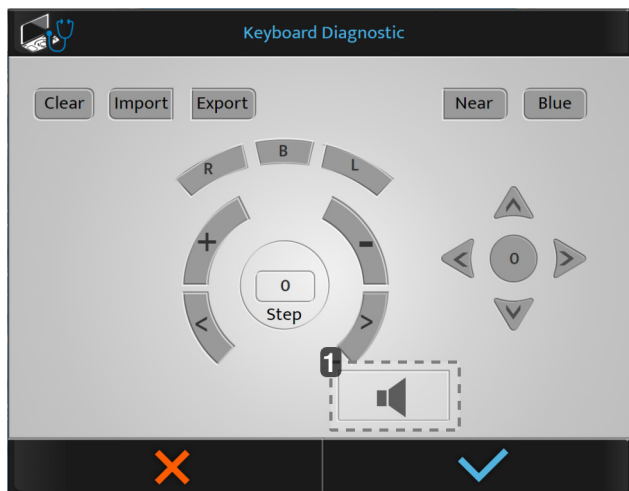 Keyboard Diagnostic
Clear Import Export Near Blue
R B L
+ -
0
0
Step
< >
1